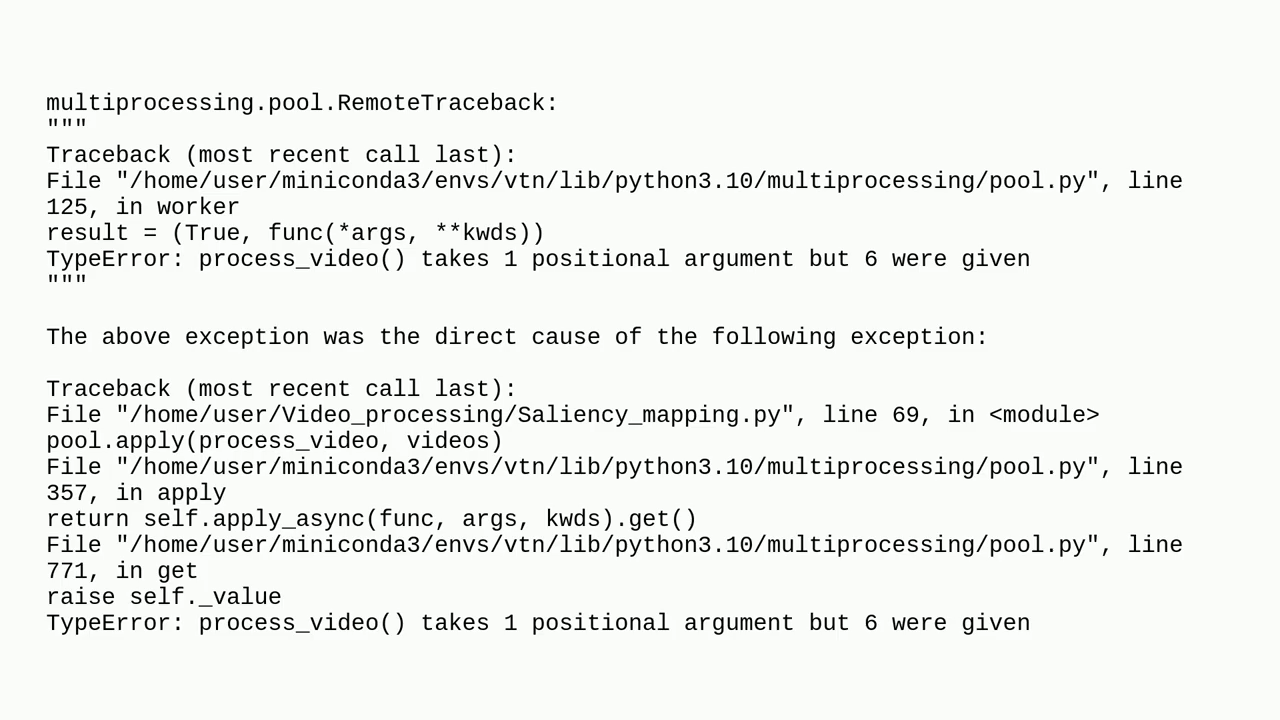 multiprocessing.pool.RemoteTraceback:
"""
Traceback (most recent call last):
File "/home/user/miniconda3/envs/vtn/lib/python3.10/multiprocessing/pool.py", line
125, in worker
result = (True, func(*args, **kwds))
TypeError: process_video() takes 1 positional argument but 6 were given
"""
The above exception was the direct cause of the following exception:
Traceback (most recent call last):
File "/home/user/Video_processing/Saliency_mapping.py", line 69, in <module>
pool.apply(process_video, videos)
File "/home/user/miniconda3/envs/vtn/lib/python3.10/multiprocessing/pool.py", line
357, in apply
return self.apply_async(func, args, kwds).get()
File "/home/user/miniconda3/envs/vtn/lib/python3.10/multiprocessing/pool.py", line
771, in get
raise self._value
TypeError: process_video() takes 1 positional argument but 6 were given